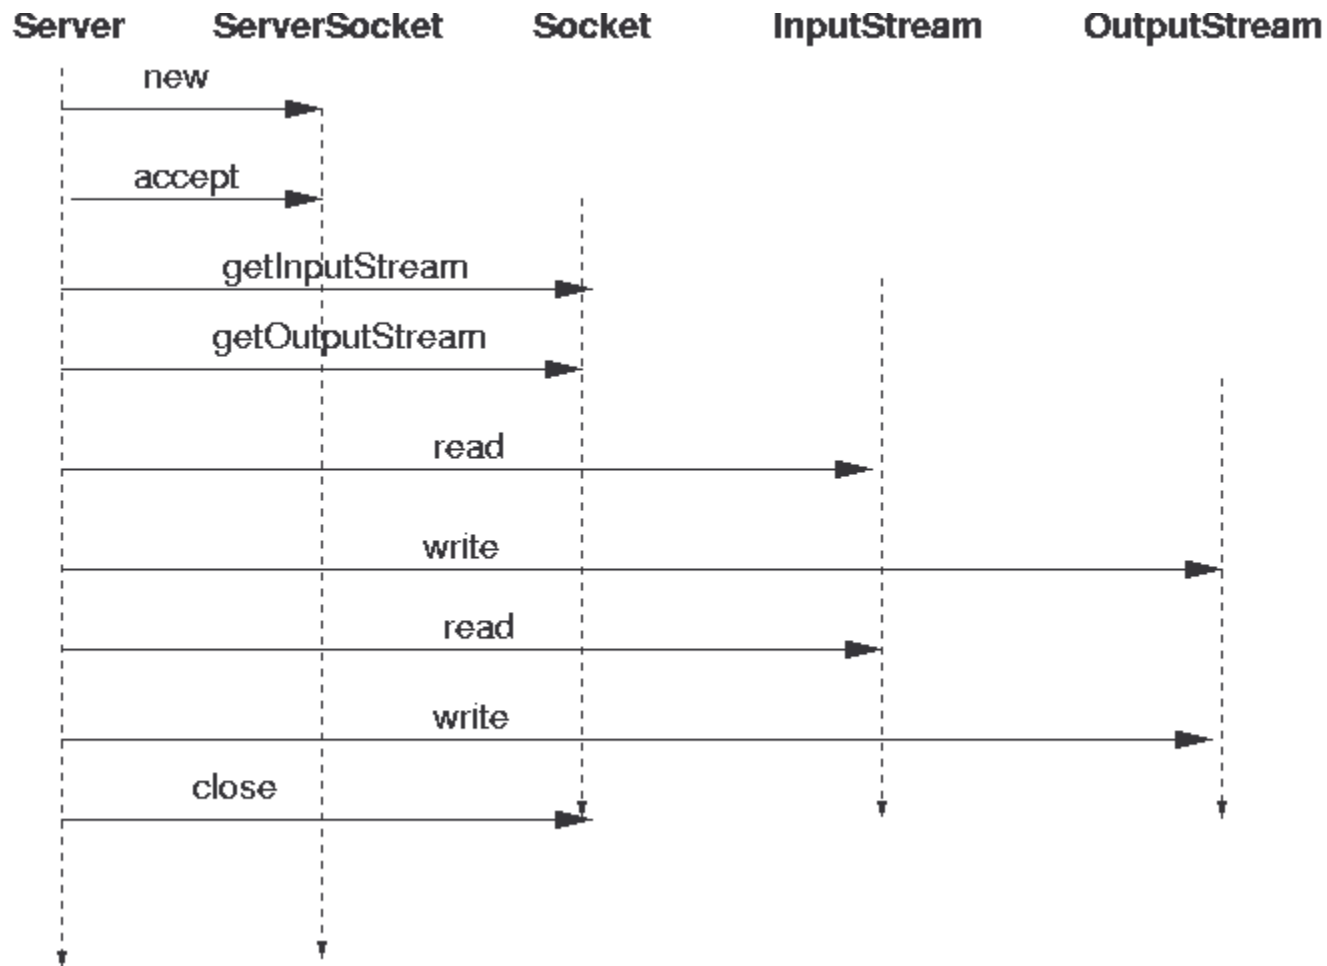 Server ServerSocket Socket InputStream OutputStream
new
accept
getInputStream
getOutputStream
read
write
read
write
close